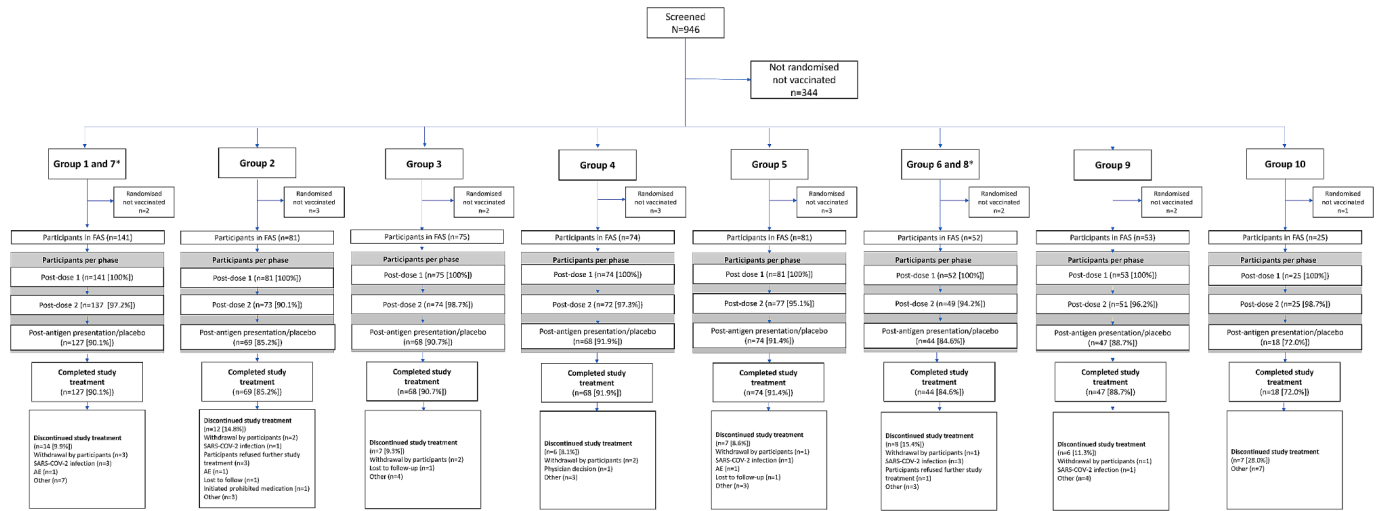 Screened
N=946
Not randomised
not vaccinated
n=344
Group 1 and 7*
Randomised
not vaccinated
n=2
Participants in FAS (n=141)
Participants per phase
Post-dose 1 (n=141 [100%])
Post-dose 2 (n=137 [97.2%)
Post-antigen presentation/placebo
(n=127 [90.1%)
Completed study
treatment
(n=127 [90.1%])
Discontinued study treatment
(n=14 [9.9%])
Withdrawal by participants (n=3)
SARS-COV-2 infection (n=3)
AE (n=1)
Other (n=7)
Group 2
Randomised
not vaccinated
n=3
Participants in FAS (n=81)
Participants per phase
Post-dose 1 (n=81 [100%])
Post-dose 2 (n=73 [90.1%)
Post-antigen presentation/placebo
(n=69 [85.2%)
Completed study
treatment
(n=69 [85.2%])
Discontinued study treatment
(n=12 [14.8%])
Withdrawal by participants (n=2)
SARS-COV-2 infection (n=1)
Participants refused further study
treatment (n=3)
AE (n=1)
Lost to follow (n=1)
Initiated prohibited medication (n=1)
Other (n=3)
Group 3
Randomised
not vaccinated
n=2
Participants in FAS (n=75)
Participants per phase
Post-dose 1 (n=75 [100%])
Post-dose 2 (n=74 [98.7%)
Post-antigen presentation/placebo
(n=68 [90.7%)
Completed study
treatment
(n=68 [90.7%])
Discontinued study treatment
(n=7 [9.3%])
Withdrawal by participants (n=2)
Lost to follow-up (n=1)
Other (n=4)
Group 4
Randomised
not vaccinated
n=3
Participants in FAS (n=74)
Participants per phase
Post-dose 1 (n=74 [100%])
Post-dose 2 (n=72 [97.3%)
Post-antigen presentation/placebo
(n=68 [91.9%)
Completed study
treatment
(n=68 [91.9%])
Discontinued study treatment
(n=6 [8.1%])
Withdrawal by participants (n=2)
Physician decision (n=1)
Other (n=3)
Group 5
Randomised
not vaccinated
n=3
Participants in FAS (n=81)
Participants per phase
Post-dose 1 (n=81 [100%])
Post-dose 2 (n=77 [95.1%)
Post-antigen presentation/placebo
(n=74 [91.4%)
Completed study
treatment
(n=74 [91.4%])
Discontinued study treatment
(n=7 [8.6%])
Withdrawal by participants (n=1)
SARS-COV-2 infection (n=1)
AE (n=1)
Lost to follow-up (n=1)
Other (n=3)
Group 6 and 8*
Randomised
not vaccinated
n=2
Participants in FAS (n=52)
Participants per phase
Post-dose 1 (n=52 [100%])
Post-dose 2 (n=49 [94.2%)
Post-antigen presentation/placebo
(n=44 [84.6%)
Completed study
treatment
(n=44 [84.6%])
Discontinued study treatment
(n=8 [15.4%])
Withdrawal by participants (n=1)
SARS-COV-2 infection (n=3)
Participants refused further study
treatment (n=1)
Other (n=3)
Group 9
Randomised
not vaccinated
n=2
Participants in FAS (n=53)
Participants per phase
Post-dose 1 (n=53 [100%])
Post-dose 2 (n=51 [96.2%)
Post-antigen presentation/placebo
(n=47 [88.7%)
Completed study
treatment
(n=47 [88.7%])
Discontinued study treatment
(n=6 [11.3%])
Withdrawal by participants (n=1)
SARS-COV-2 infection (n=1)
Other (n=4)
Group 10
Randomised
not vaccinated
n=1
Participants in FAS (n=25)
Participants per phase
Post-dose 1 (n=25 [100%])
Post-dose 2 (n=25 [98.7%)
Post-antigen presentation/placebo
(n=18 [72.0%)
Completed study
treatment
(n=18 [72.0%])
Discontinued study treatment
(n=7 [28.0%])
Other (n=7)